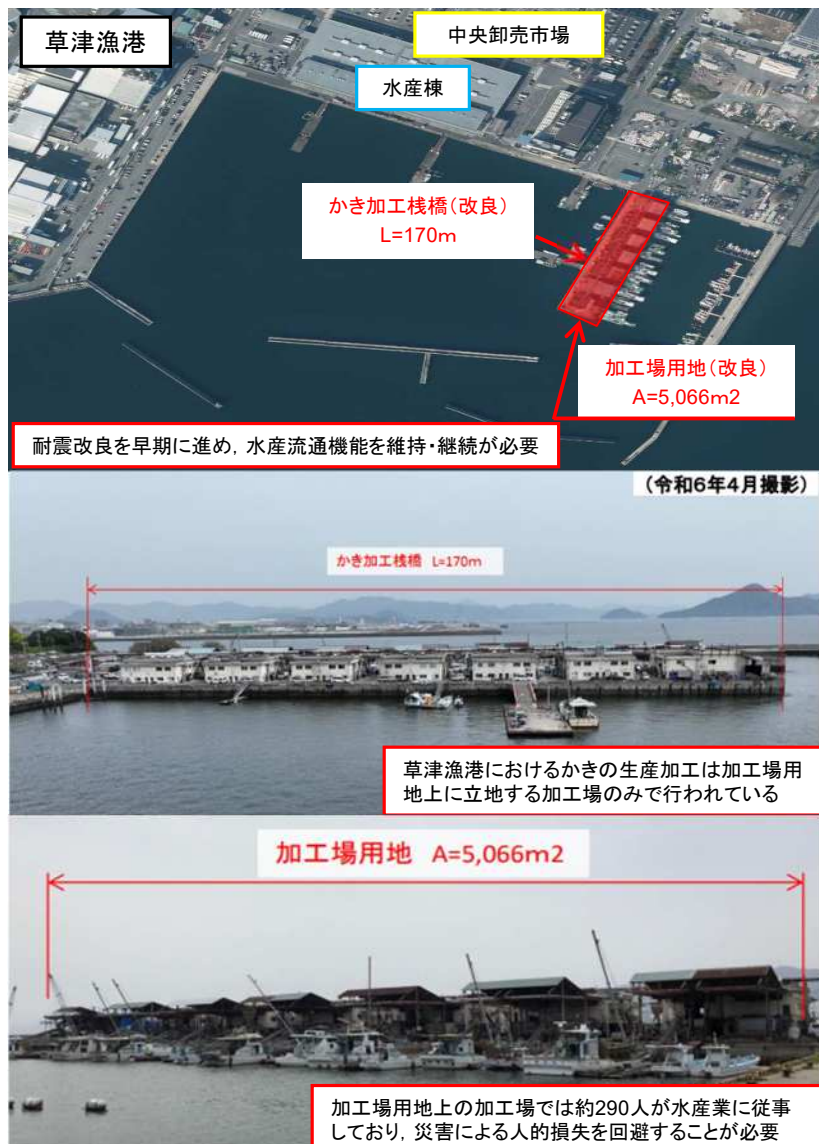 草津漁港
中央卸売市場
水産棟
かき加工桟橋(改良)
L=170m
加工場用地(改良)
A=5,066m2
耐震改良を早期に進め，水産流通機能を維持・継続が必要
(令和6年4月撮影)
かき加工桟橋 L=170m
草津漁港におけるかきの生産加工は加工場用
地上に立地する加工場のみで行われている
加工場用地 A=5,066m2
加工場用地上の加工場では約290人が水産業に従事
しており，災害による人的損失を回避することが必要